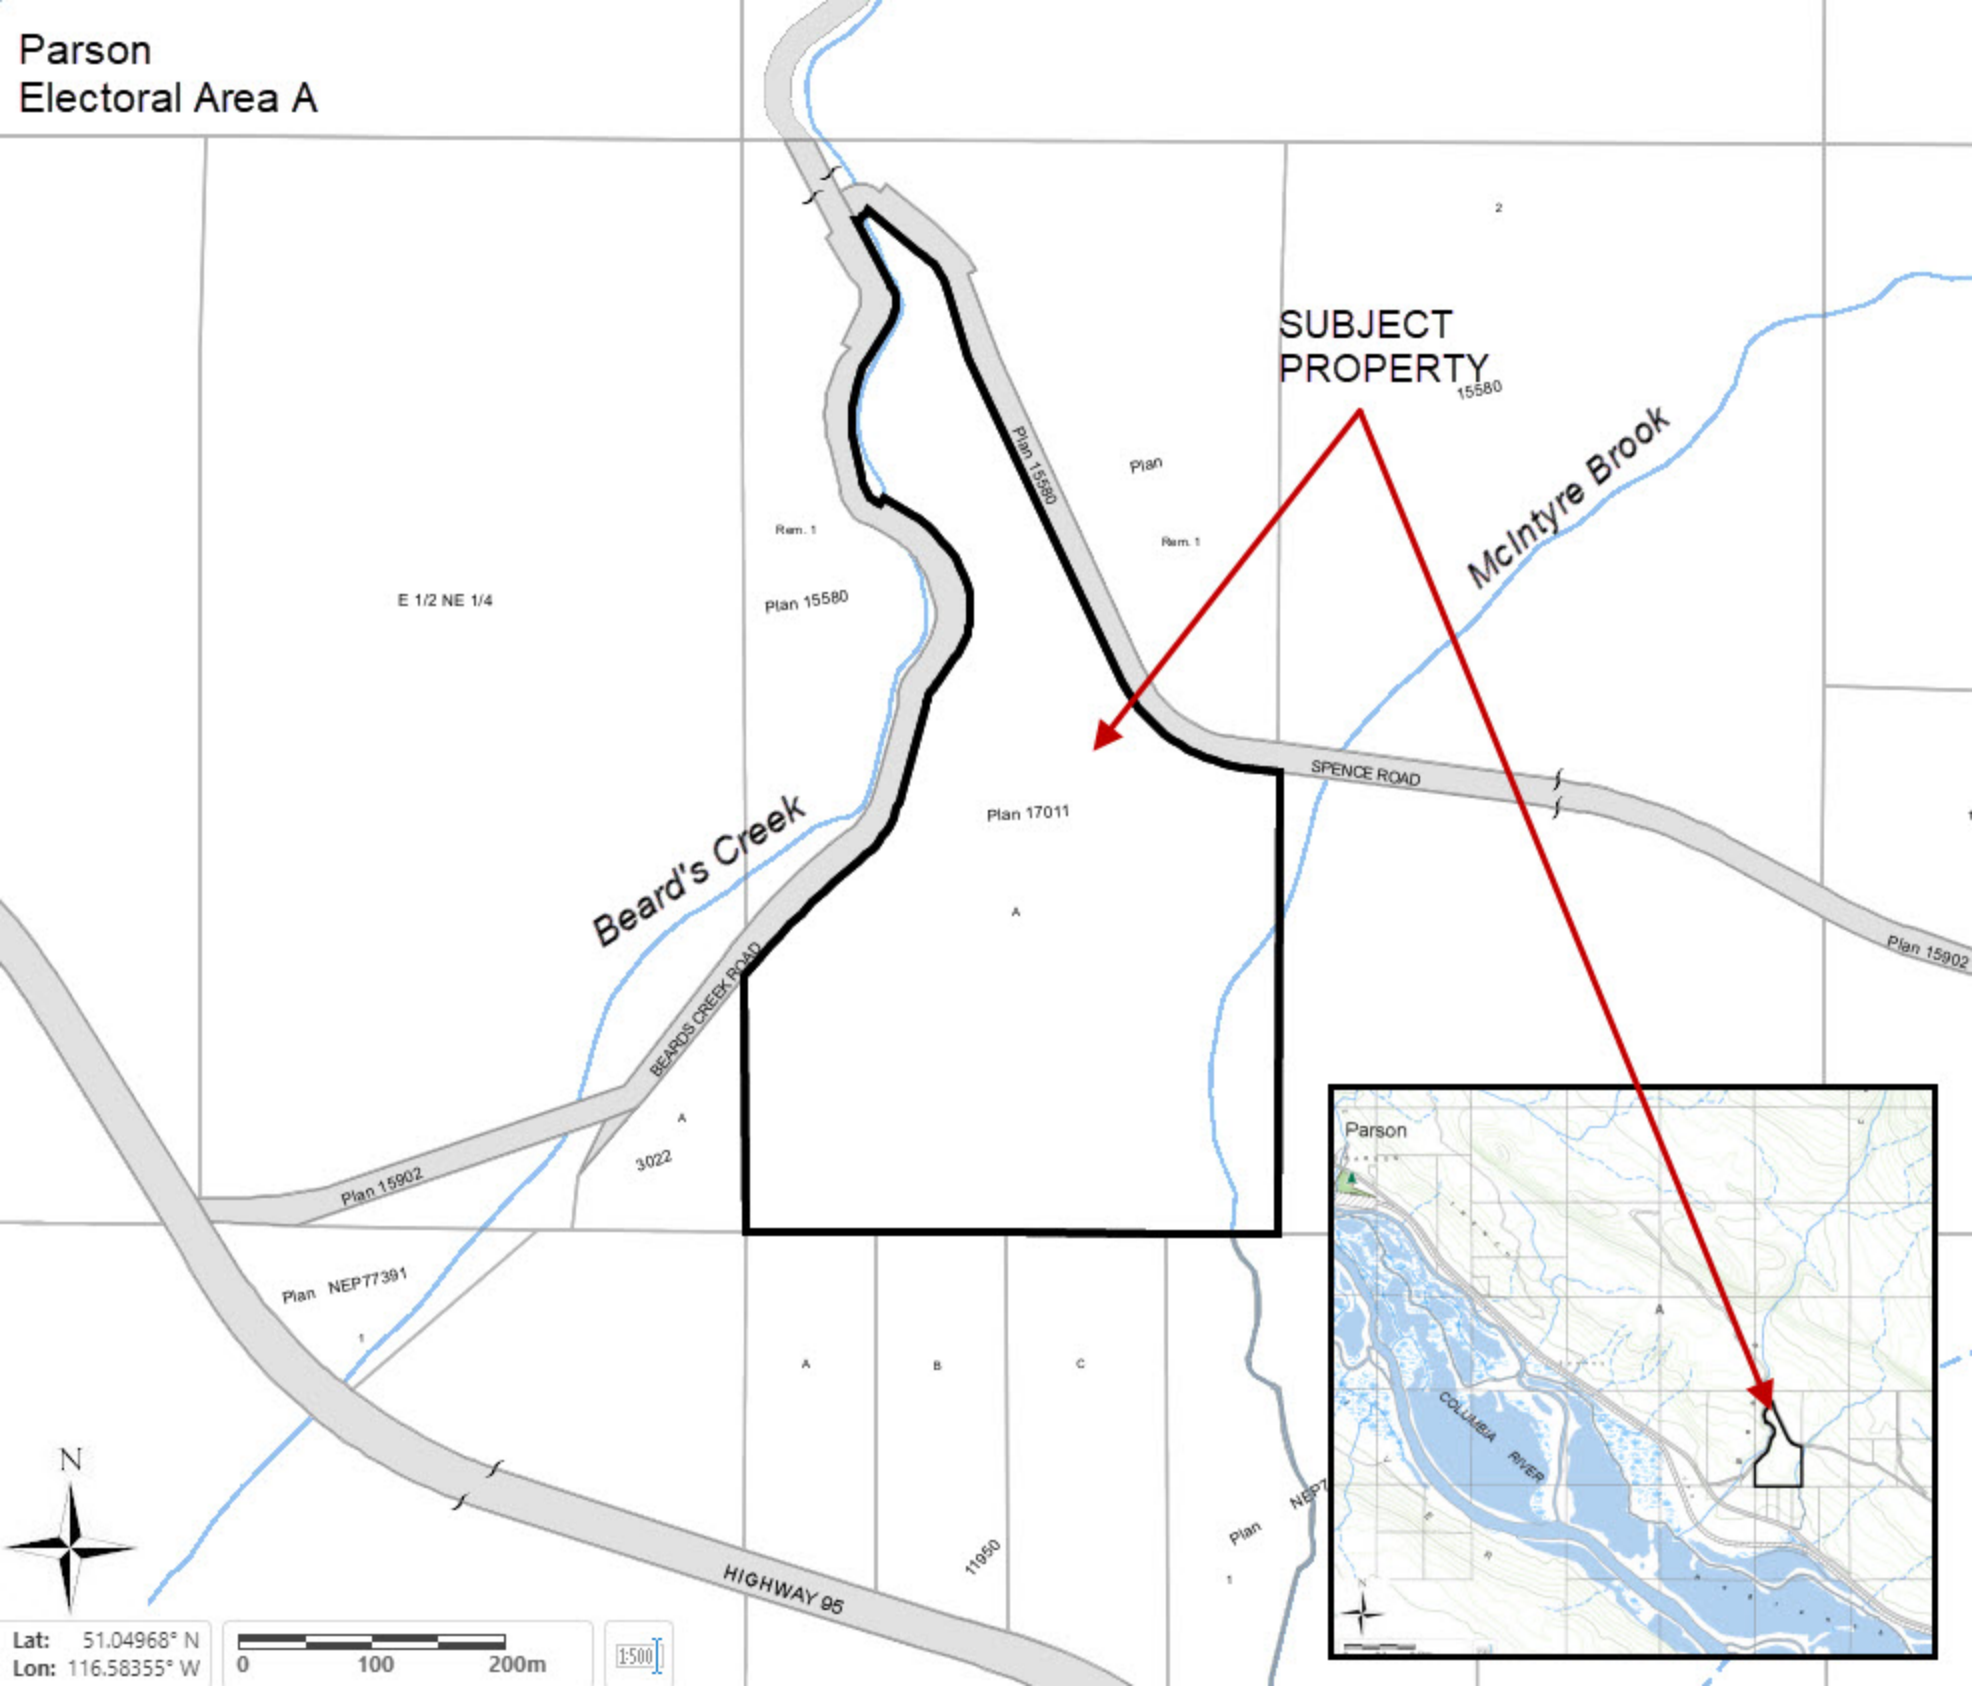 Parson
Electoral Area A
2
SUBJECT
PROPERTY
15580
Plan 15580
Plan
McIntyre Brook
Rem. 1
Rem. 1
E 1/2 NE 1/4
Plan 15580
SPENCE ROAD
Plan 17011
Beard's Creek
A
Plan 15902
BEARDS CREEK ROAD
A
3022
Plan 15902
Parson
Plan NEP77391
1
A
A
B
C
COLUMBIA
RIVER
N
NEP7
Plan
11950
1
HIGHWAY 95
N
Lat: 51.04968° N
Lon: 116.58355° W
0 100 200m
1:500